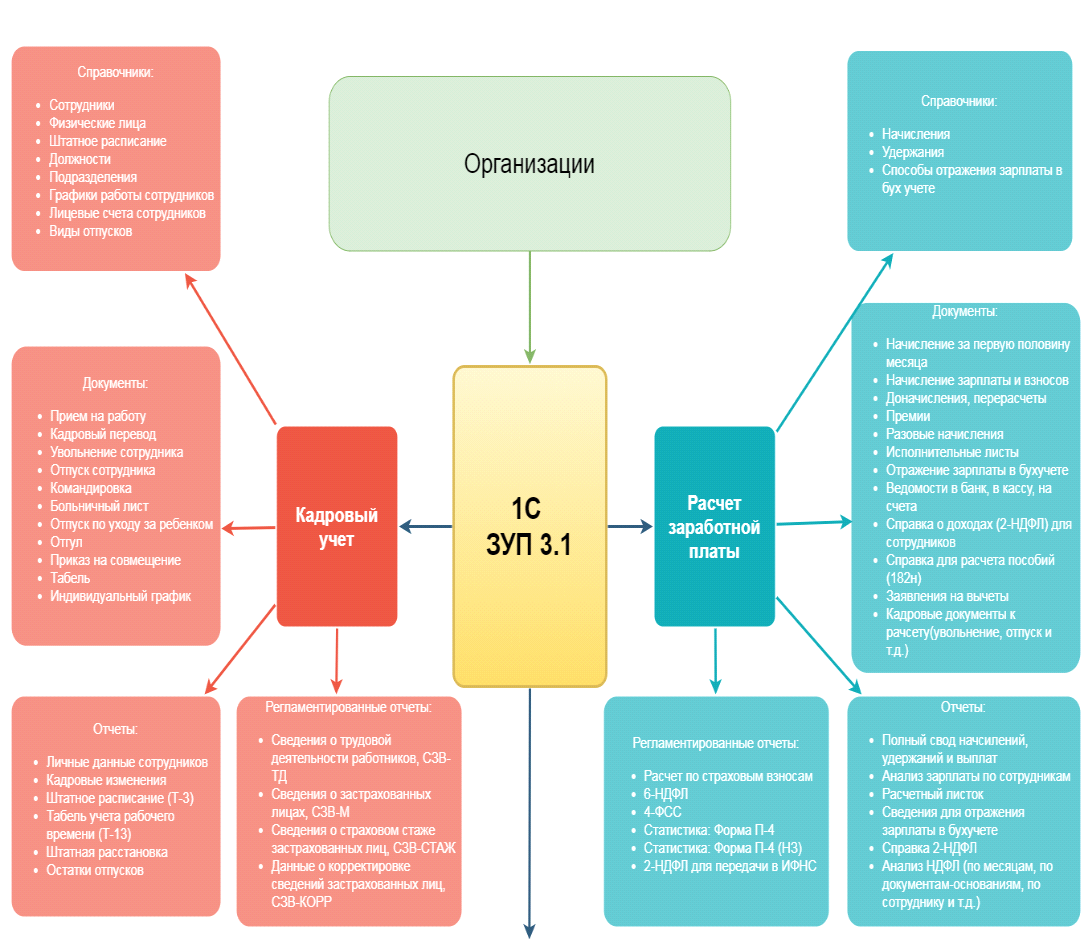 Справочники:
Сотрудники
Физические лица
Штатное расписание
Должности
Подразделения
Графики работы сотрудников
Лицевые счета сотрудников
Виды отпусков
Организации
Справочники:
Начисления
Удержания
Способы отражения зарплаты в
бух учете
Документы:
Прием на работу
Кадровый перевод
Увольнение сотрудника
Отпуск сотрудника
Командировка
Больничный лист
Отпуск по уходу за ребенком
Отгул
Приказ на совмещение
Табель
Индивидуальный график
Кадровый
учет
1С
ЗУП 3.1
Расчет
заработной
платы
Документы:
Начисление за первую половину
месяца
Начисление зарплаты и взносов
Доначисления, перерасчеты
Премии
Разовые начисления
Исполнительные листы
Отражение зарплаты в бухучете
Ведомости в банк, в кассу, на
счета
Справка о доходах (2-НДФЛ) для
сотрудников
Справка для расчета пособий
(182н)
Заявления на вычеты
Кадровые документы к
рачсету(увольнение, отпуск и
т.д.)
Отчеты:
Личные данные сотрудников
Кадровые изменения
Штатное расписание (Т-3)
Табель учета рабочего
времени (Т-13)
Штатная расстановка
Остатки отпусков
Регламентированные отчеты:
Сведения о трудовой
деятельности работников, СЗВ-
ТД
Сведения о застрахованных
лицах, СЗВ-М
Сведения о страховом стаже
застрахованных лиц, СЗВ-СТАЖ
Данные о корректировке
сведений застрахованных лиц,
СЗВ-КОРР
Регламентированные отчеты:
Расчет по страховым взносам
6-НДФЛ
4-ФСС
Статистика: Форма П-4
Статистика: Форма П-4 (НЗ)
2-НДФЛ для передачи в ИФНС
Отчеты:
Полный свод начсилений,
удержаний и выплат
Анализ зарплаты по сотрудникам
Расчетный листок
Сведения для отражения
зарплаты в бухучете
Справка 2-НДФЛ
Анализ НДФЛ (по месяцам, по
документам-основаниям, по
сотруднику и т.д.)